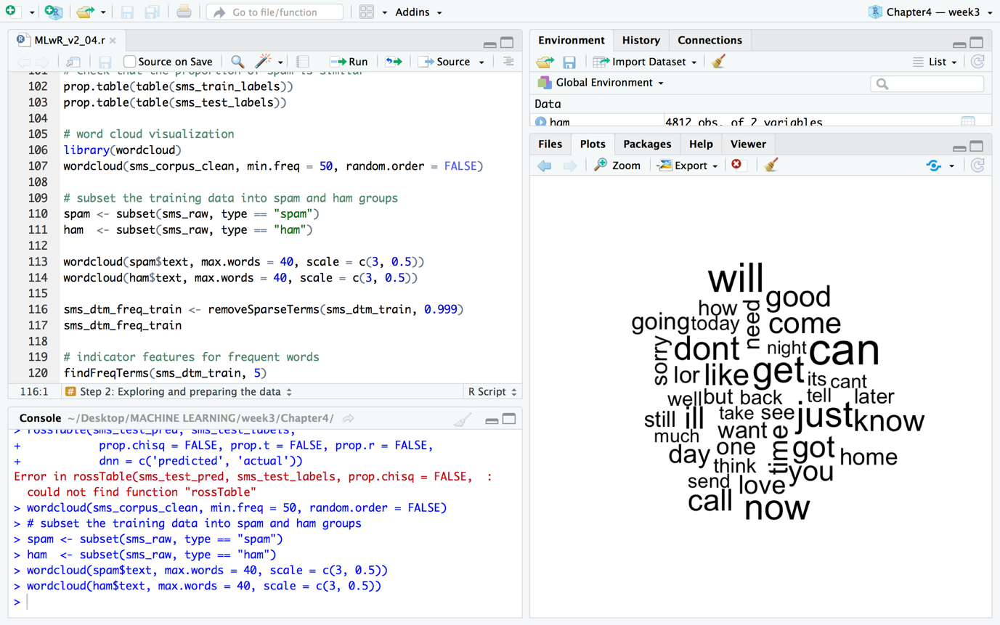 Go to file/function
Addins
Chapter4 — week3
MLwR_v2_04.r
Source on Save
Run
Source
101 # check that the proportion of spam is similar
102 prop.table(table(sms_train_labels))
103 prop.table(table(sms_test_labels))
104
105 # word cloud visualization
106 library(wordcloud)
107 wordcloud(sms_corpus_clean, min.freq = 50, random.order = FALSE)
108
109 # subset the training data into spam and ham groups
110 spam <- subset(sms_raw, type == "spam")
111 ham  <- subset(sms_raw, type == "ham")
112
113 wordcloud(spam$text, max.words = 40, scale = c(3, 0.5))
114 wordcloud(ham$text, max.words = 40, scale = c(3, 0.5))
115
116 sms_dtm_freq_train <- removeSparseTerms(sms_dtm_train, 0.999)
117 sms_dtm_freq_train
118
119 # indicator features for frequent words
120 findFreqTerms(sms_dtm_train, 5)
116:1 # Step 2: Exploring and preparing the data R Script
Console ~/Desktop/MACHINE LEARNING/week3/Chapter4/
> rossTable(sms_test_pred, sms_test_labels,
+           prop.chisq = FALSE, prop.t = FALSE, prop.r = FALSE,
+           dnn = c('predicted', 'actual'))
Error in rossTable(sms_test_pred, sms_test_labels, prop.chisq = FALSE,  :
  could not find function "rossTable"
> wordcloud(sms_corpus_clean, min.freq = 50, random.order = FALSE)
> # subset the training data into spam and ham groups
> spam <- subset(sms_raw, type == "spam")
> ham  <- subset(sms_raw, type == "ham")
> wordcloud(spam$text, max.words = 40, scale = c(3, 0.5))
> wordcloud(ham$text, max.words = 40, scale = c(3, 0.5))
>
Environment History Connections
Import Dataset List
Global Environment
Data
ham 4812 obs. of 2 variables
Files Plots Packages Help Viewer
Zoom Export
will
how need good
going today come
sorry dont night can
lor like get its cant
well but back tell later
still ill take see just know
much want time
day one got home
think you
send love
call now